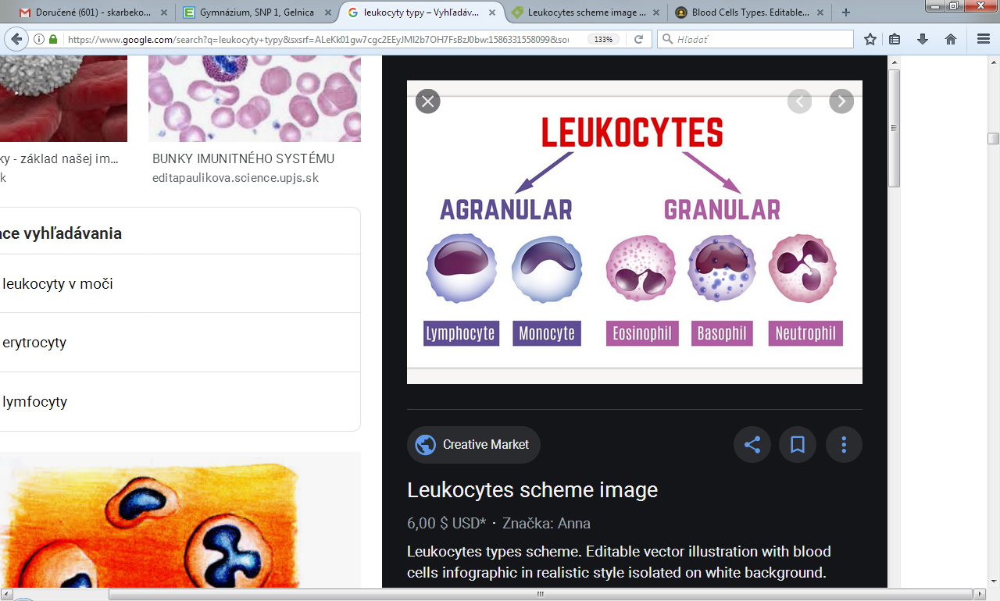 Doručené (601) - skarbeko...
Gymnázium, SNP 1, Gelnica
leukocyty typy – Vyhľadáv...
Leukocytes scheme image ...
Blood Cells Types. Editable...
https://www.google.com/search?q=leukocyty+typy&sxsrf=ALeKk01gw7cgc2EEyJMI2b7OH7FsBzJ0bw:1586331558099&so
133%
Hľadať
ky - základ našej im...
k
BUNKY IMUNITNÉHO SYSTÉMU
editapaulikova.science.upjs.sk
ace vyhľadávania
leukocyty v moči
erytrocyty
lymfocyty
LEUKOCYTES
AGRANULAR
GRANULAR
Lymphocyte
Monocyte
Eosinophil
Basophil
Neutrophil
Creative Market
Leukocytes scheme image
6,00 $ USD* · Značka: Anna
Leukocytes types scheme. Editable vector illustration with blood
cells infographic in realistic style isolated on white background.